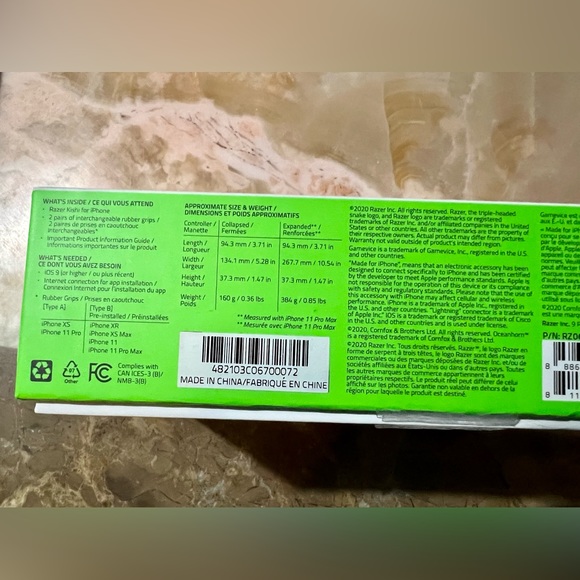 WHAT'S INSIDE / CE QUI VOUS ATTEND
• Razer Kishi for iPhone
• 2 pairs of interchangeable rubber grips /
2 pairs de prises en caoutchouc
interchangeables*
• Important Product Information Guide /
Informations importantes sur le produit
WHAT'S NEEDED /
CE DONT VOUS AVEZ BESOIN
• iOS 9 (or higher / ou plus récent)
• Internet connection for app installation /
Connexion Internet pour l'installation du app
* Rubber Grips / Prises en caoutchouc
[Type A] [Type B]
Pre-installed / Préinstallées
iPhone XS iPhone XR
iPhone 11 Pro iPhone XS Max
iPhone 11
iPhone 11 Pro Max
07
Other
FC
Complies with
CAN ICES-3 (B)/
NMB-3(B)
APPROXIMATE SIZE & WEIGHT /
DIMENSIONS ET POIDS APPROXIMATIFS
Controller / Manette Collapsed / Fermées Expanded** / Renforcées**
Length / Longueur 94.3 mm / 3.71 in 94.3 mm / 3.71 in
Width / Largeur 134.1 mm / 5.28 in 267.7 mm / 10.54 in
Height / Hauteur 37.3 mm / 1.47 in 37.3 mm / 1.47 in
Weight / Poids 160 g / 0.36 lbs 384 g / 0.85 lbs
** Measured with iPhone 11 Pro Max
** Mesurée avec iPhone 11 Pro Max
482103C06700072
MADE IN CHINA/FABRIQUÉ EN CHINE
©2020 Razer Inc. All rights reserved. Razer, the triple-headed
snake logo, and Razer logo are trademarks or registered
trademarks of Razer Inc. and/or affiliated companies in the United
States or other countries. All other trademarks are the property of
their respective owners. Actual product may differ from pictures.
Warranty not valid outside of product's intended region.
Gamevice is a trademark of Gamevice, Inc., registered in the U.S.
and other countries.
"Made for iPhone", means that an electronic accessory has been
designed to connect specifically to iPhone and has been certified
by the developer to meet Apple performance standards. Apple is
not responsible for the operation of this device or its compliance
with safety and regulatory standards. Please note that the use of
this accessory with iPhone may affect cellular and wireless
performance. iPhone is a trademark of Apple Inc., registered in
the U.S. and other countries. "Lightning" connector is a trademark
of Apple Inc. IOS is a registered trademark or trademark of Cisco
in the U.S. and other countries and is used under license.
©2020, Comfox & Brothers Ltd. All rights reserved. Oceanhorn™
is a registered trademark of Comfox & Brothers Ltd.
©2020 Razer Inc. Tous droits réservés. Razer™, le logo Razer en
forme de serpent à trois têtes, le logo Razer sont des marques
commerciales ou des marques déposées de Razer Inc. et/ou de
sociétés affiliées aux États-Unis ou dans d'autres pays. Toutes
les autres marques de commerce appartiennent à leurs
propriétaires respectifs. Le produit réel peut différer de celui
affiché sur les photos. Garantie non valable en dehors de la
région pour laquelle le produit est destiné.
Gamevice es
aux É.-U. et da